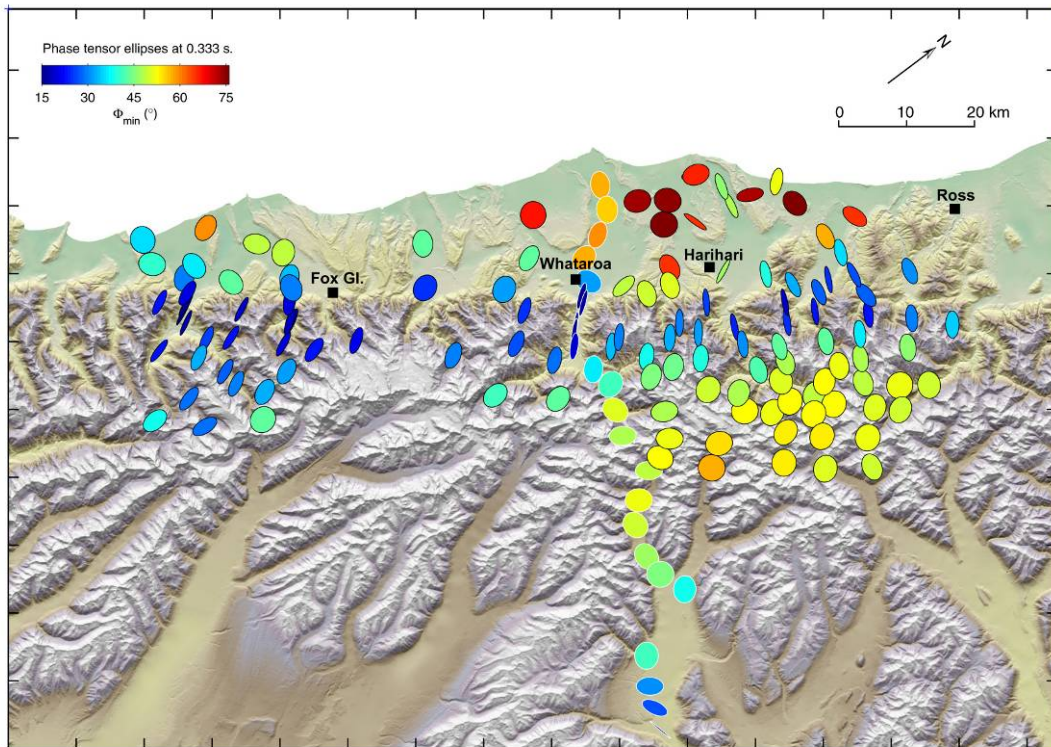 Phase tensor ellipses at 0.333 s.
15 30 45 60 75
Φmin (°)
N
0 10 20 km
Ross
Harihari
Whataroa
Fox Gl.